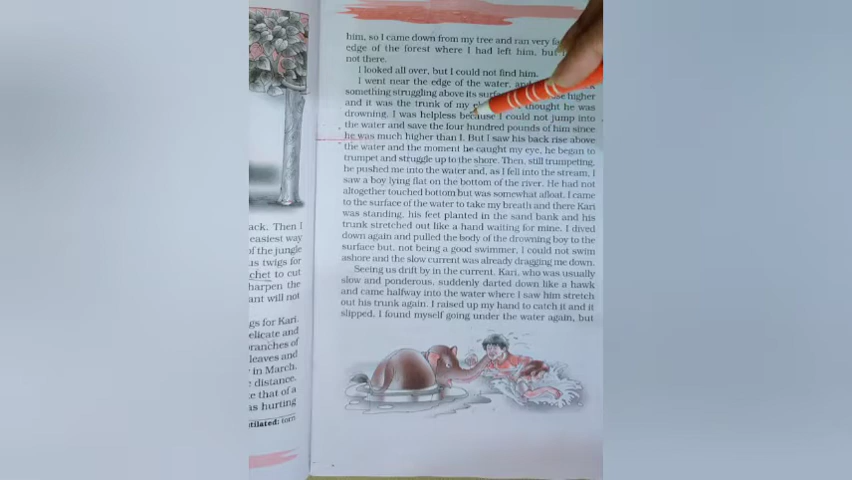 him, so I came down from my tree and ran very
edge of the forest where I had left him, but
not there.
I looked all over, but I could not find him.
I went near the edge of the water, and
something struggling above its higher
and it was the trunk of my thought he was
drowning. I was helpless because I could not jump into
the water and save the four hundred pounds of him since
he was much higher than I. But I saw his back rise above
the water and the moment he caught my eye, he began to
trumpet and struggle up to the shore. Then, still trumpeting,
he pushed me into the water and, as I fell into the stream, I
saw a boy lying flat on the bottom of the river. He had not
altogether touched bottom but was somewhat afloat. I came
to the surface of the water to take my breath and there Kari
was standing, his feet planted in the sand bank and his
trunk stretched out like a hand waiting for mine. I dived
down again and pulled the body of the drowning boy to the
surface but, not being a good swimmer, I could not swim
ashore and the slow current was already dragging me down.
Seeing us drift by in the current, Kari, who was usually
slow and ponderous, suddenly darted down like a hawk
and came halfway into the water where I saw him stretch
out his trunk again. I raised up my hand to catch it and it
slipped. I found myself going under the water again, but
ack. Then I
easiest way
of the jungle
us twigs for
chet to cut
harpen the
ant will not
gs for Kari.
elicate and
ranches of
leaves and
in March.
distance.
e that of a
as hurting
tilated: torn